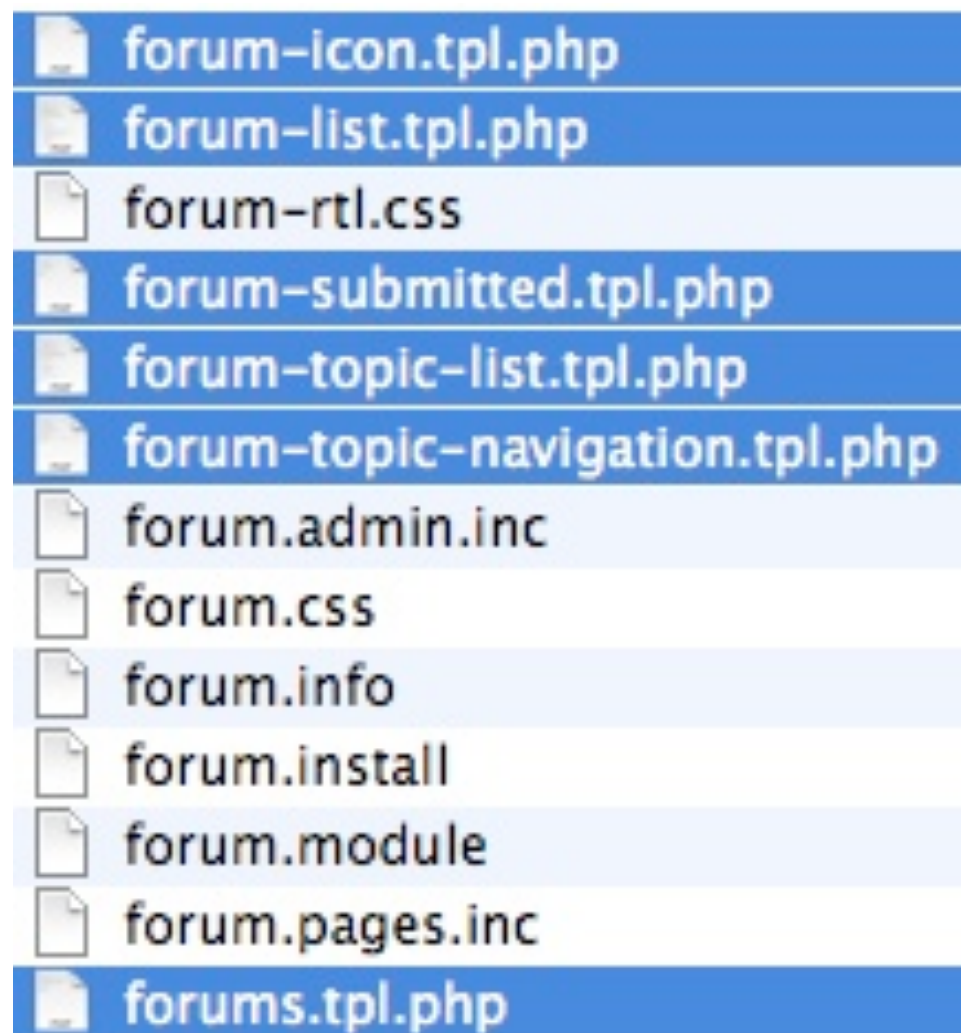 forum-icon.tpl.php
forum-list.tpl.php
forum-rtl.css
forum-submitted.tpl.php
forum-topic-list.tpl.php
forum-topic-navigation.tpl.php
forum.admin.inc
forum.css
forum.info
forum.install
forum.module
forum.pages.inc
forums.tpl.php